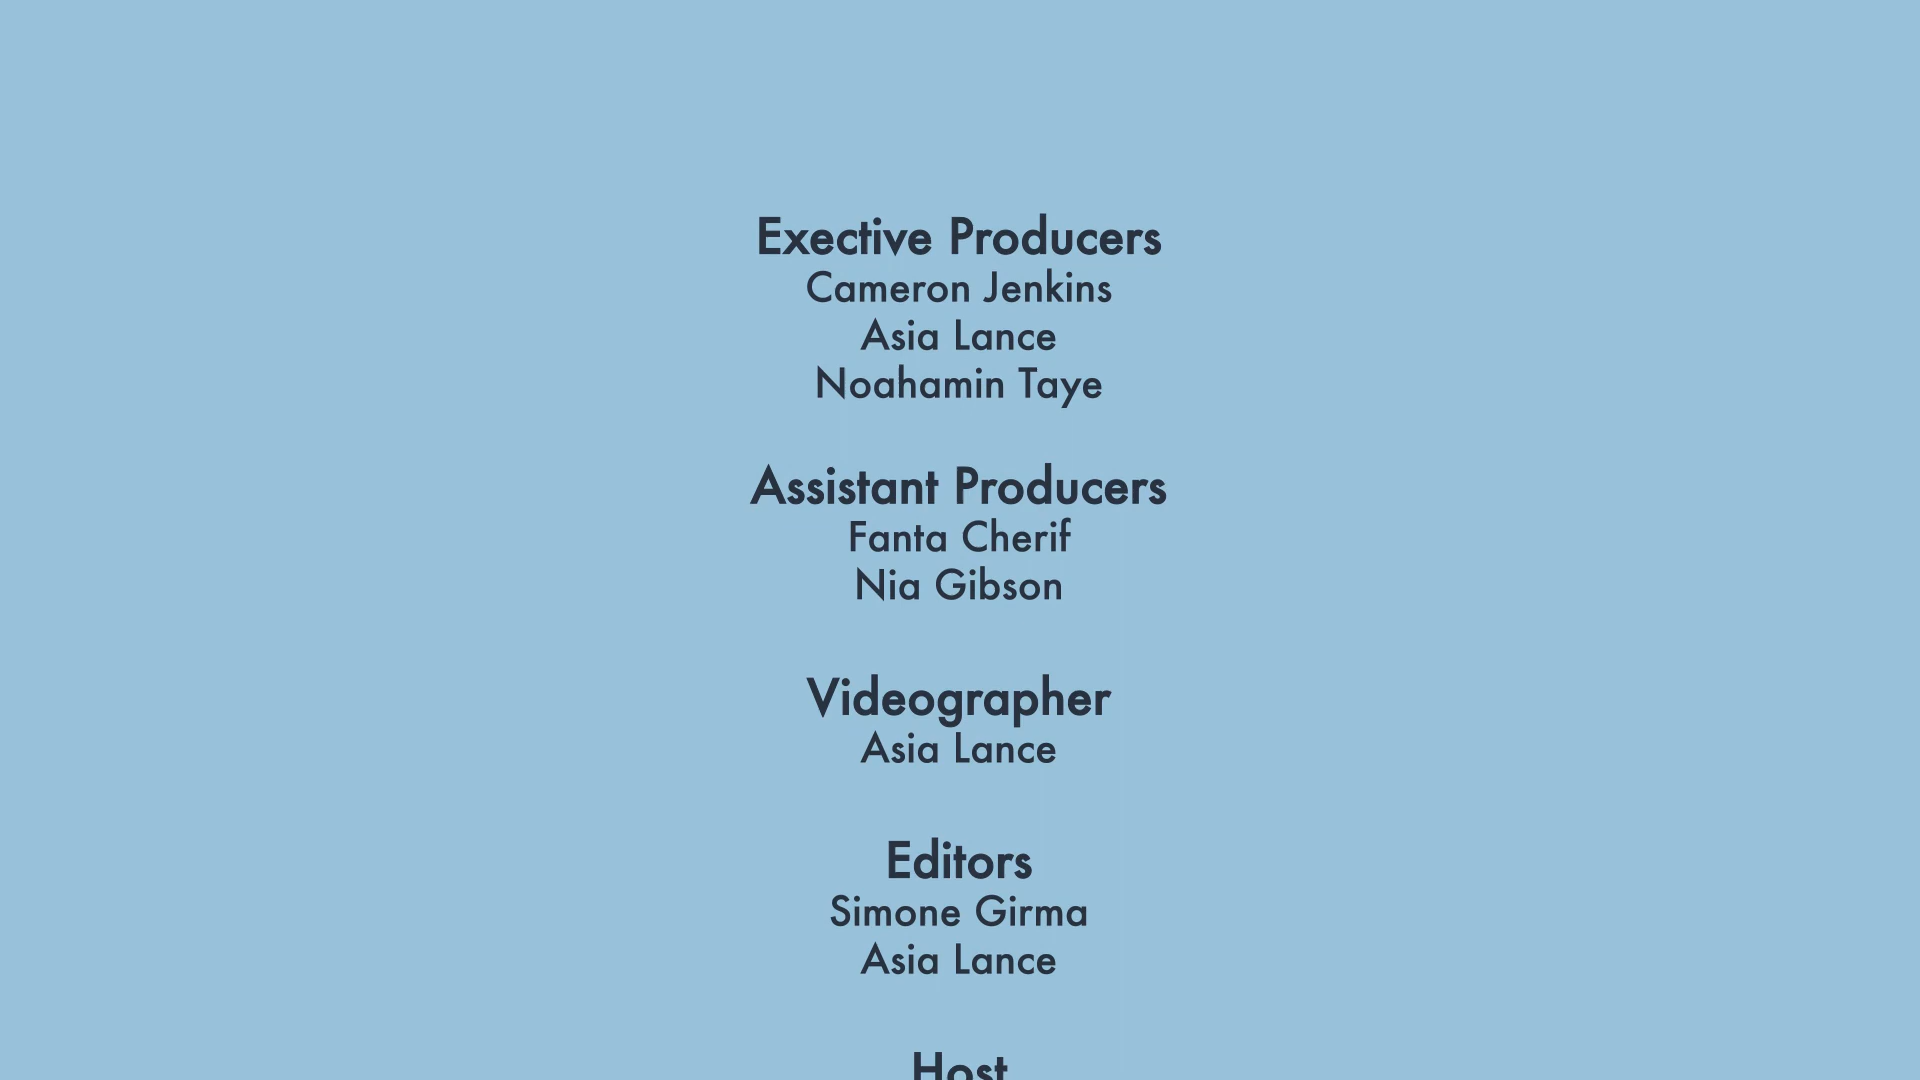 Exective Producers
Cameron Jenkins
Asia Lance
Noahamin Taye
Assistant Producers
Fanta Cherif
Nia Gibson
Videographer
Asia Lance
Editors
Simone Girma
Asia Lance
Host